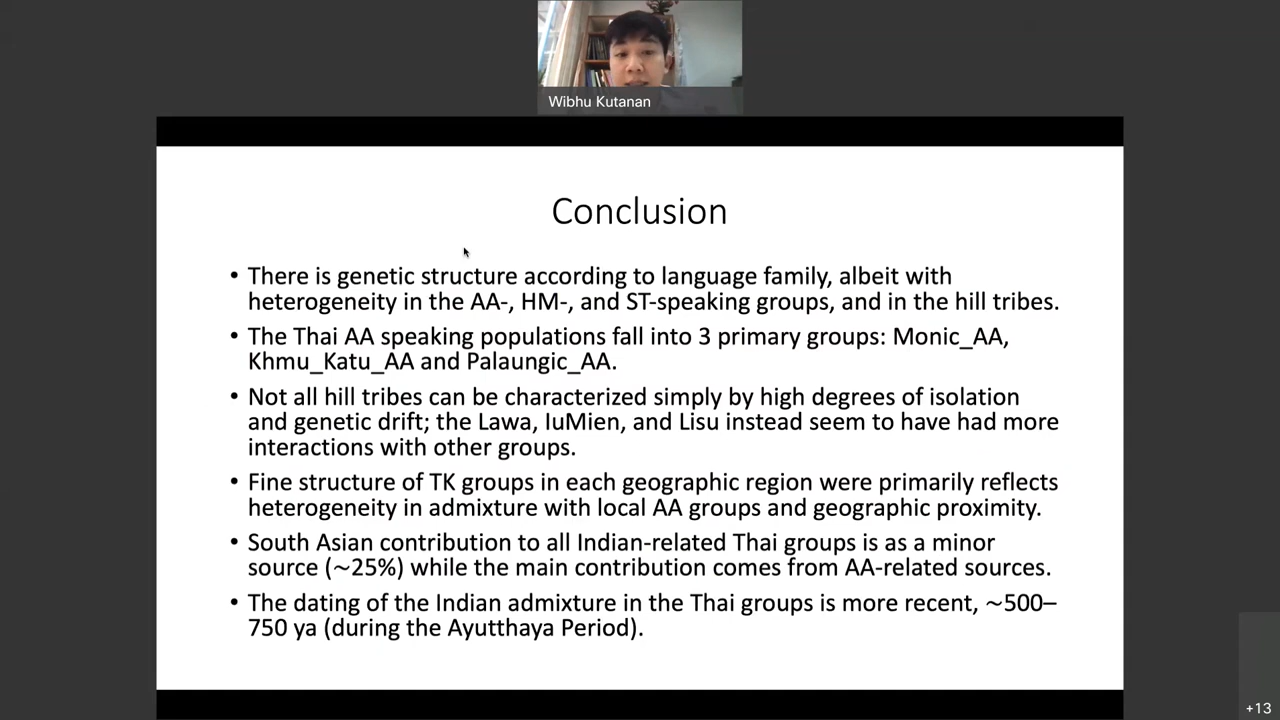 Wibhu Kutanan
Conclusion
• There is genetic structure according to language family, albeit with
heterogeneity in the AA-, HM-, and ST-speaking groups, and in the hill tribes.
• The Thai AA speaking populations fall into 3 primary groups: Monic_AA,
Khmu_Katu_AA and Palaungic_AA.
• Not all hill tribes can be characterized simply by high degrees of isolation
and genetic drift; the Lawa, IuMien, and Lisu instead seem to have had more
interactions with other groups.
• Fine structure of TK groups in each geographic region were primarily reflects
heterogeneity in admixture with local AA groups and geographic proximity.
• South Asian contribution to all Indian-related Thai groups is as a minor
source (~25%) while the main contribution comes from AA-related sources.
• The dating of the Indian admixture in the Thai groups is more recent, ~500–
750 ya (during the Ayutthaya Period).
+13